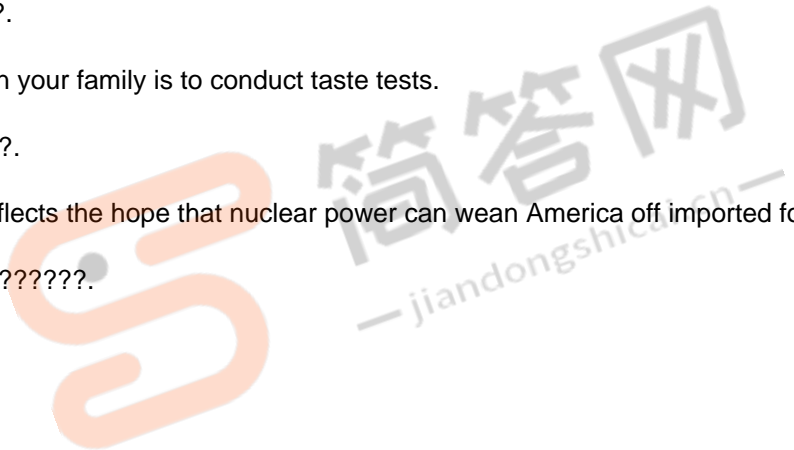 ?.
n your family is to conduct taste tests.
?.
flects the hope that nuclear power can wean America off imported fo
??????.
简答网
jiandongshicai.cn